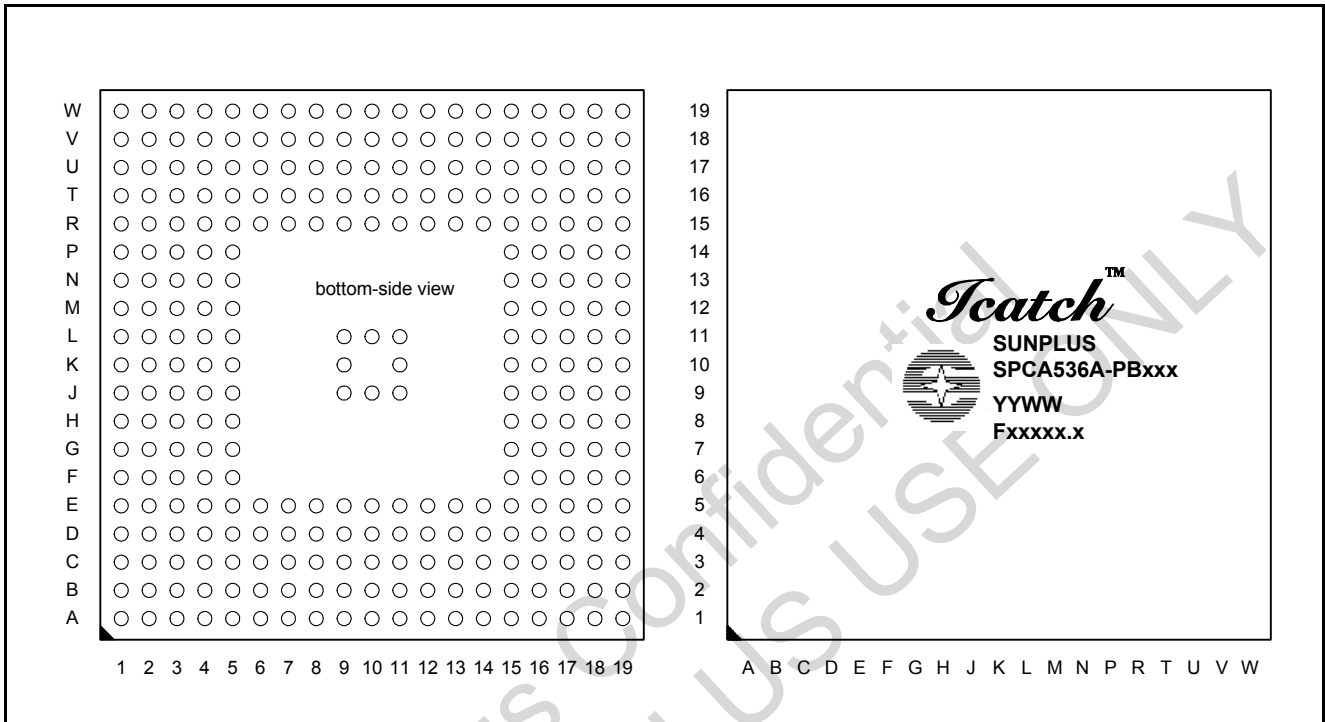 W
V
U
T
R
P
N
M
L
K
J
H
G
F
E
D
C
B
A
bottom-side view
1 2 3 4 5 6 7 8 9 10 11 12 13 14 15 16 17 18 19
19
18
17
16
15
14
13
12
11
10
9
8
7
6
5
4
3
2
1
Icatch™
SUNPLUS
SPCA536A-PBxxx
YYWW
Fxxxxx.x
A B C D E F G H J K L M N P R T U V W
s Confidential
US USE ONLY